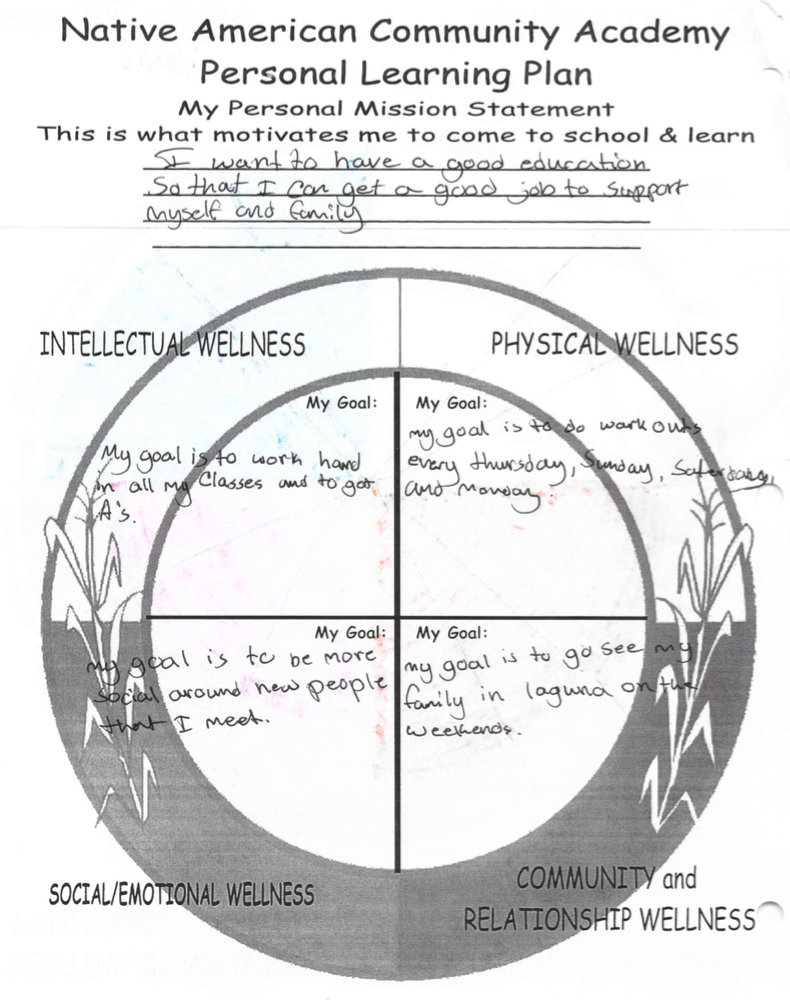 Native American Community Academy
Personal Learning Plan
My Personal Mission Statement
This is what motivates me to come to school & learn
I want to have a good education
So that I can get a good job to support
myself and family
INTELLECTUAL WELLNESS
My Goal:
My goal is to work hard
in all my Classes and to get
A's.
PHYSICAL WELLNESS
My Goal:
my goal is to do work outs
every thursday, Sunday, Saterday,
and monday.
My Goal:
my goal is to be more
social around new people
that I meet.
SOCIAL/EMOTIONAL WELLNESS
My Goal:
my goal is to go see my
family in laguna on the
weekends.
COMMUNITY and
RELATIONSHIP WELLNESS